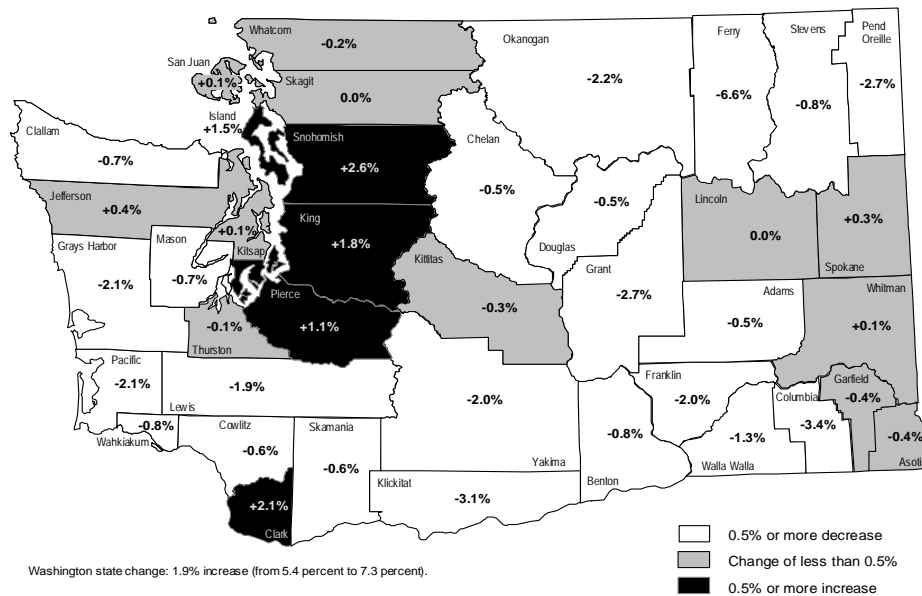 Whatcom
-0.2%
Okanogan
-2.2%
Ferry
-6.6%
Stevens
-0.8%
Pend
Oreille
-2.7%
San Juan
+0.1%
Skagit
0.0%
Island
+1.5%
Clallam
-0.7%
Snohomish
+2.6%
Chelan
-0.5%
Jefferson
+0.4%
Douglas
-0.5%
Lincoln
0.0%
+0.3%
Spokane
Grays Harbor
-2.1%
Mason
-0.7%
+0.1%
Kitsap
King
+1.8%
Kittitas
-0.3%
Grant
-2.7%
Adams
-0.5%
Whitman
+0.1%
Pierce
+1.1%
-0.1%
Thurston
Pacific
-2.1%
-1.9%
Lewis
-2.0%
Yakima
Franklin
-2.0%
Columbia
-3.4%
Garfield
-0.4%
-0.4%
Asoti
-0.8%
Wahkiakum
Cowlitz
-0.6%
Skamania
-0.6%
-0.8%
Benton
-1.3%
Walla Walla
Klickitat
-3.1%
+2.1%
Clark
0.5% or more decrease
Change of less than 0.5%
0.5% or more increase
Washington state change: 1.9% increase (from 5.4 percent to 7.3 percent).